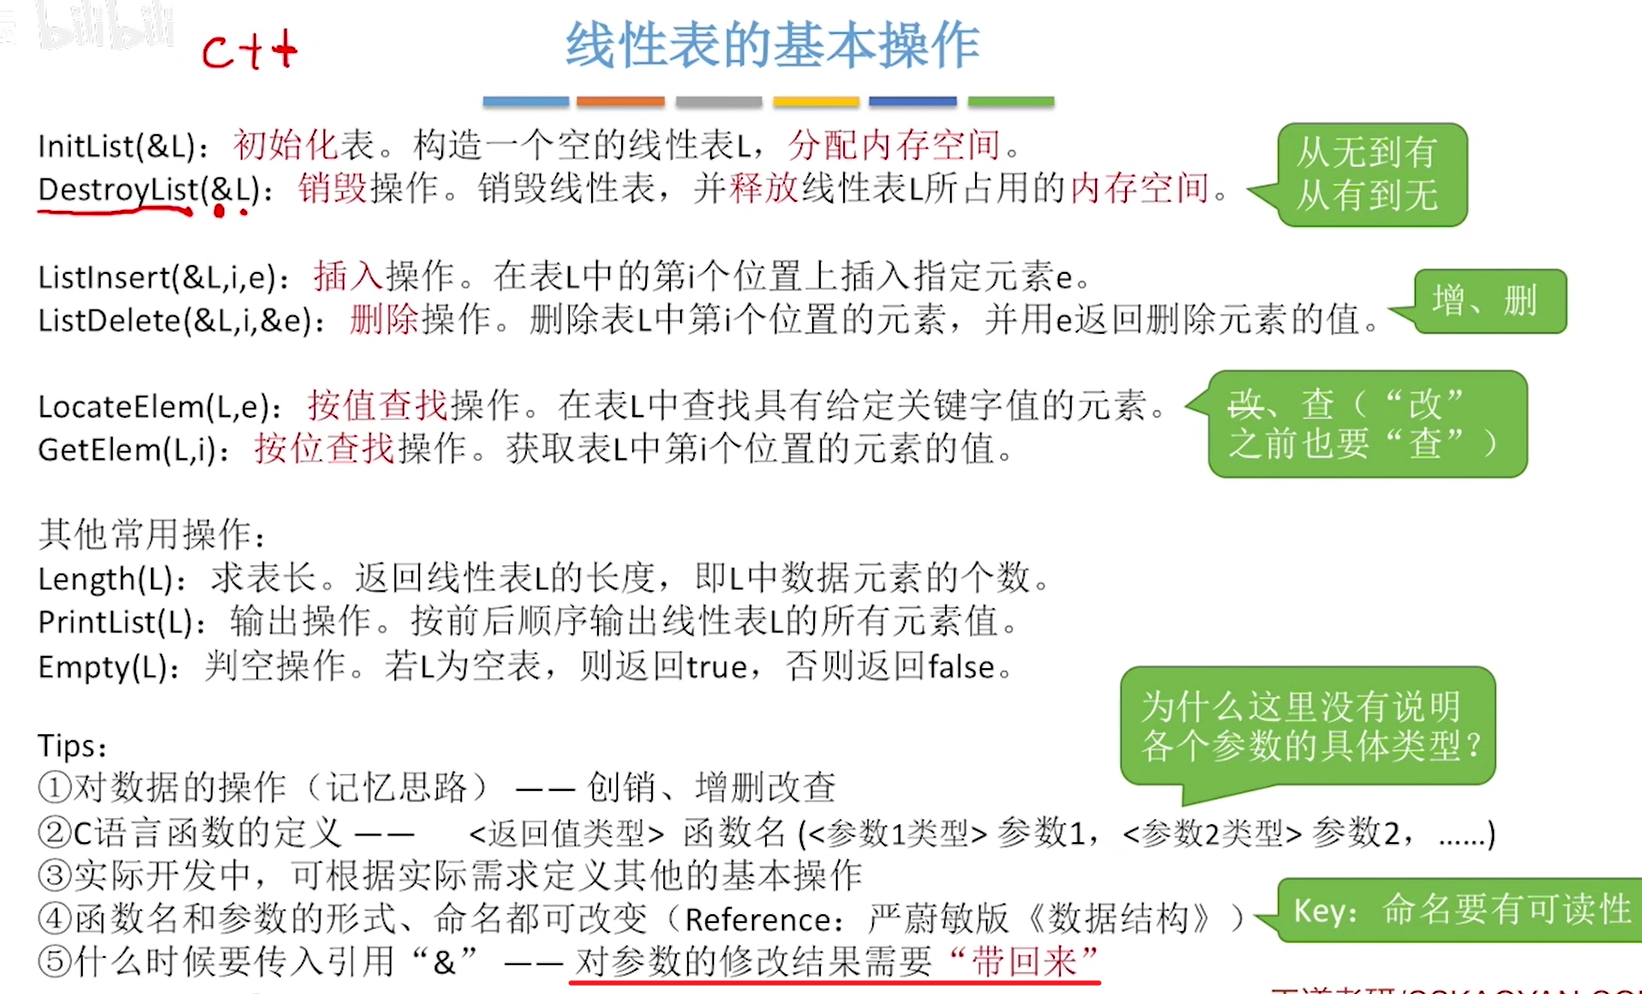 bilibili
C++
线性表的基本操作
InitList(&L)：初始化表。构造一个空的线性表L，分配内存空间。
DestroyList(&L)：销毁操作。销毁线性表，并释放线性表L所占用的内存空间。
从无到有
从有到无
ListInsert(&L,i,e)：插入操作。在表L中的第i个位置上插入指定元素e。
ListDelete(&L,i,&e)：删除操作。删除表L中第i个位置的元素，并用e返回删除元素的值。
增、删
LocateElem(L,e)：按值查找操作。在表L中查找具有给定关键字值的元素。
GetElem(L,i)：按位查找操作。获取表L中第i个位置的元素的值。
改、查（“改”
之前也要“查”）
其他常用操作：
Length(L)：求表长。返回线性表L的长度，即L中数据元素的个数。
PrintList(L)：输出操作。按前后顺序输出线性表L的所有元素值。
Empty(L)：判空操作。若L为空表，则返回true，否则返回false。
为什么这里没有说明
各个参数的具体类型？
Tips：
①对数据的操作（记忆思路） —— 创销、增删改查
②C语言函数的定义 —— <返回值类型> 函数名 (<参数1类型> 参数1，<参数2类型> 参数2，……)
③实际开发中，可根据实际需求定义其他的基本操作
④函数名和参数的形式、命名都可改变（Reference：严蔚敏版《数据结构》）
Key：命名要有可读性
⑤什么时候要传入引用“&” —— 对参数的修改结果需要“带回来”